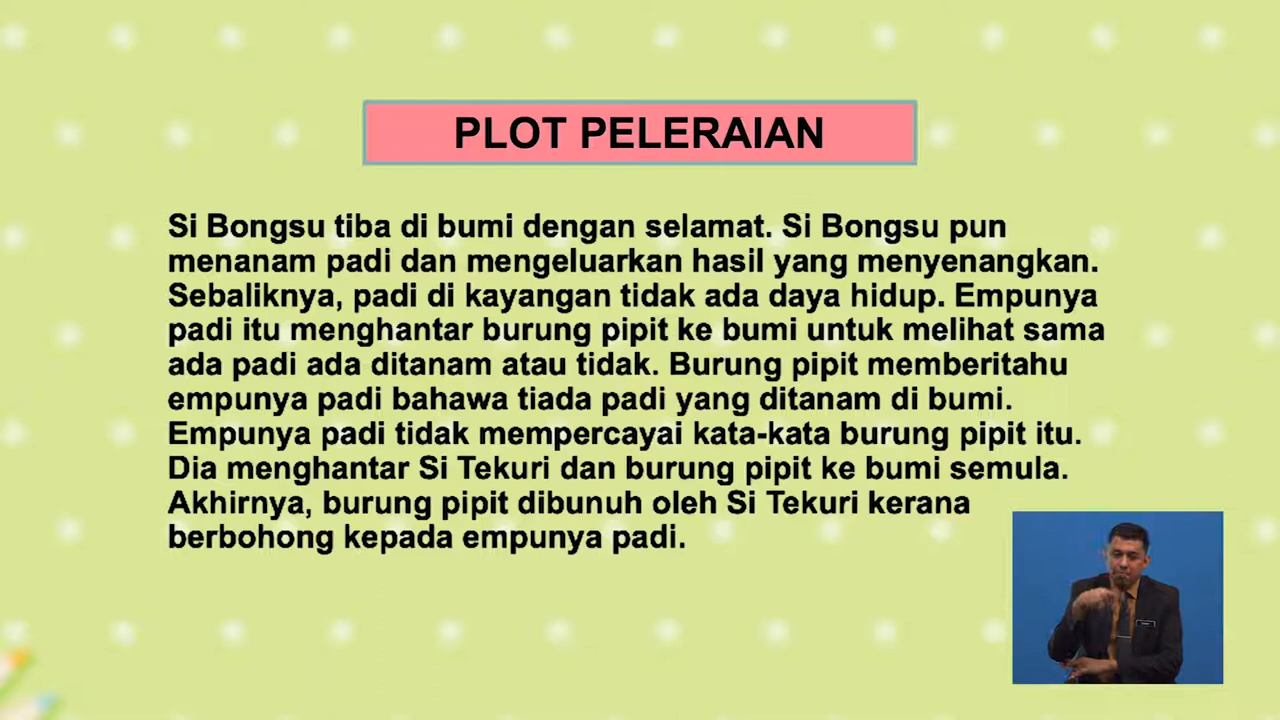 PLOT PELERAIAN
Si Bongsu tiba di bumi dengan selamat. Si Bongsu pun
menanam padi dan mengeluarkan hasil yang menyenangkan.
Sebaliknya, padi di kayangan tidak ada daya hidup. Empunya
padi itu menghantar burung pipit ke bumi untuk melihat sama
ada padi ada ditanam atau tidak. Burung pipit memberitahu
empunya padi bahawa tiada padi yang ditanam di bumi.
Empunya padi tidak mempercayai kata-kata burung pipit itu.
Dia menghantar Si Tekuri dan burung pipit ke bumi semula.
Akhirnya, burung pipit dibunuh oleh Si Tekuri kerana
berbohong kepada empunya padi.